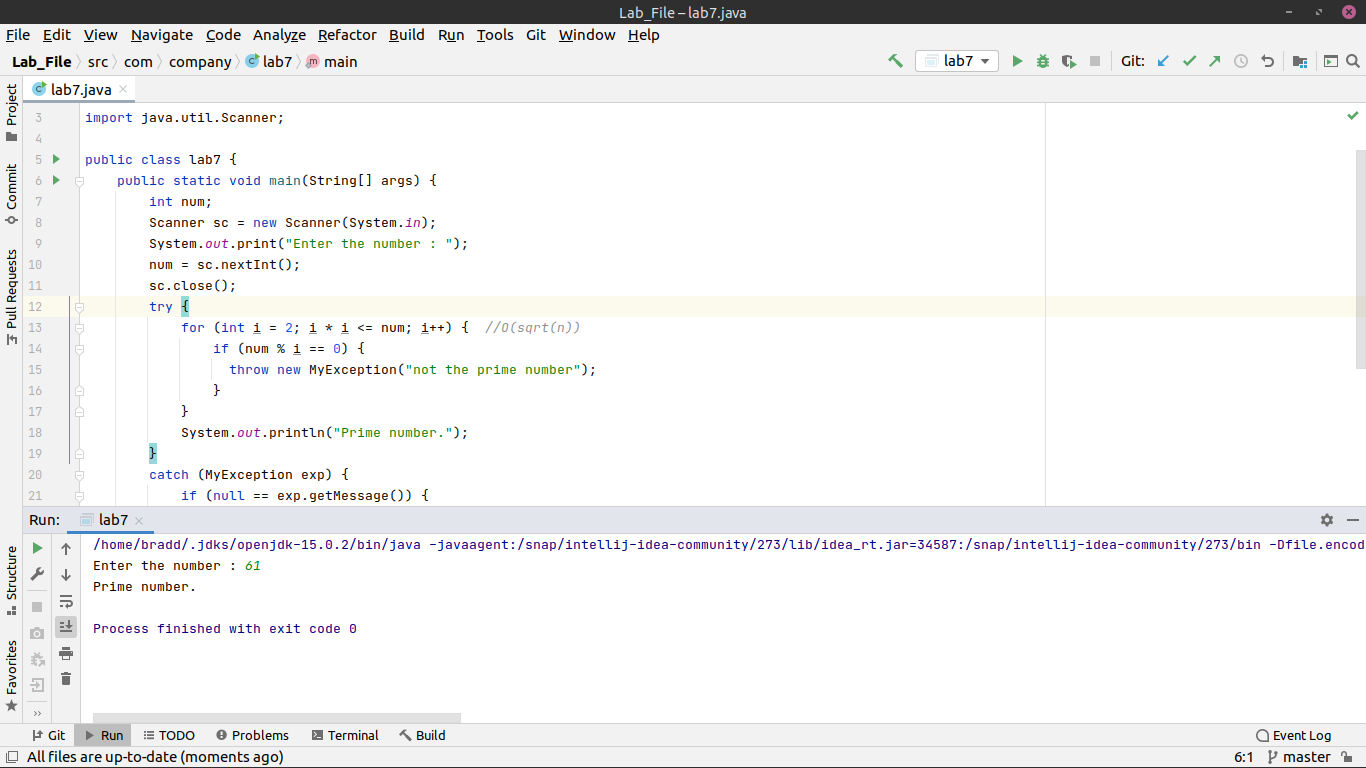 Lab_File – lab7.java
File Edit View Navigate Code Analyze Refactor Build Run Tools Git Window Help
Lab_File src com company lab7 main lab7 Git:
lab7.java
Project
Commit
Pull Requests
3 import java.util.Scanner;
4
5 public class lab7 {
6 public static void main(String[] args) {
7 int num;
8 Scanner sc = new Scanner(System.in);
9 System.out.print("Enter the number : ");
10 num = sc.nextInt();
11 sc.close();
12 try {
13 for (int i = 2; i * i <= num; i++) { //O(sqrt(n))
14 if (num % i == 0) {
15 throw new MyException("not the prime number");
16 }
17 }
18 System.out.println("Prime number.");
19 }
20 catch (MyException exp) {
21 if (null == exp.getMessage()) {
Run: lab7
Structure
Favorites
/home/bradd/.jdks/openjdk-15.0.2/bin/java -javaagent:/snap/intellij-idea-community/273/lib/idea_rt.jar=34587:/snap/intellij-idea-community/273/bin -Dfile.encod
Enter the number : 61
Prime number.
Process finished with exit code 0
Git Run TODO Problems Terminal Build Event Log
All files are up-to-date (moments ago) 6:1 master